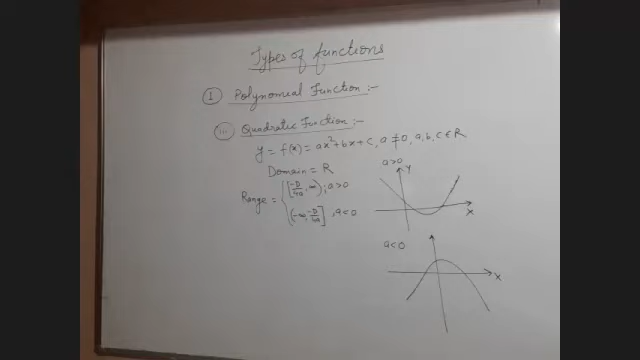 Types of functions
I Polynomial Function :-
iii Quadratic Function :-
y = f(x) = ax² + bx + c, a ≠ 0, a, b, c ∈ R
Domain = R
Range = { [-D/4a, ∞) ; a>0
(-∞, -D/4a] ; a<0
a>0
Y
X
a<0
X